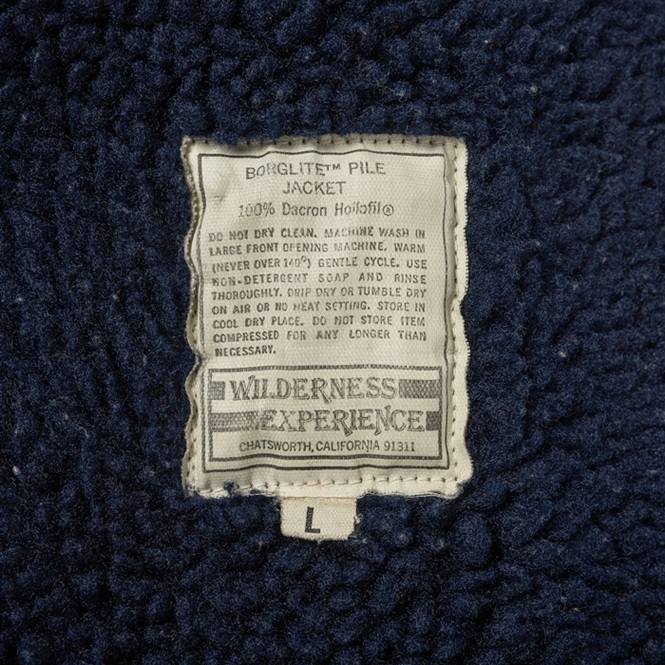 BORGLITE™ PILE
JACKET
100% Dacron Hollofil®
DO NOT DRY CLEAN. MACHINE WASH IN
LARGE FRONT OPENING MACHINE. WARM
(NEVER OVER 140°) GENTLE CYCLE. USE
NON-DETERGENT SOAP AND RINSE
THOROUGHLY. DRIP DRY OR TUMBLE DRY
ON AIR OR NO HEAT SETTING. STORE IN
COOL DRY PLACE. DO NOT STORE ITEM
COMPRESSED FOR ANY LONGER THAN
NECESSARY.
WILDERNESS
EXPERIENCE
CHATSWORTH, CALIFORNIA 91311
L